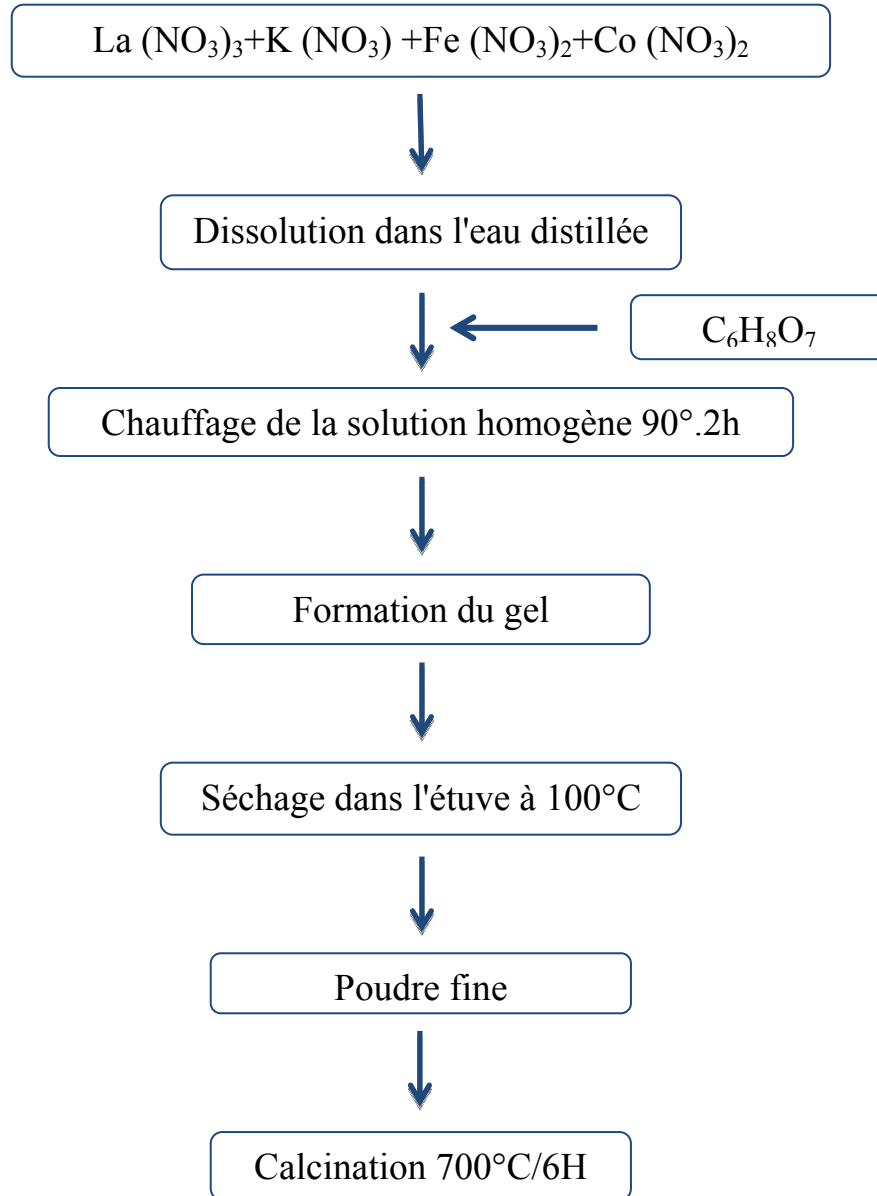 La (NO₃)₃+K (NO₃) +Fe (NO₃)₂+Co (NO₃)₂
Dissolution dans l'eau distillée
C₆H₈O₇
Chauffage de la solution homogène 90°.2h
Formation du gel
Séchage dans l'étuve à 100°C
Poudre fine
Calcination 700°C/6H